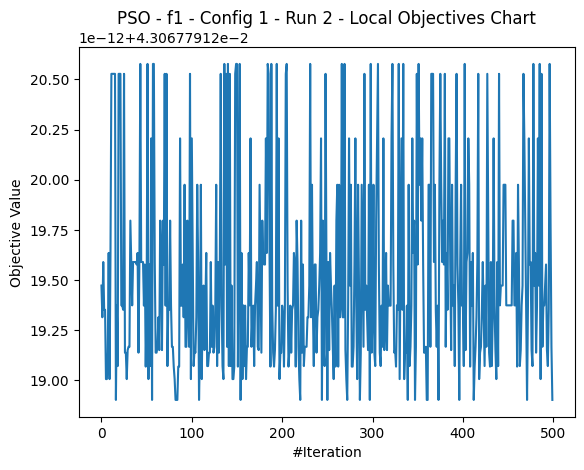 PSO - f1 - Config 1 - Run 2 - Local Objectives Chart
1e−12+4.30677912e−2
20.50
20.25
20.00
19.75
19.50
19.25
19.00
Objective Value
0 100 200 300 400 500
#Iteration